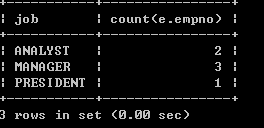 | job | count(e.empno) |
| ANALYST | 2 |
| MANAGER | 3 |
| PRESIDENT | 1 |
3 rows in set (0.00 sec)